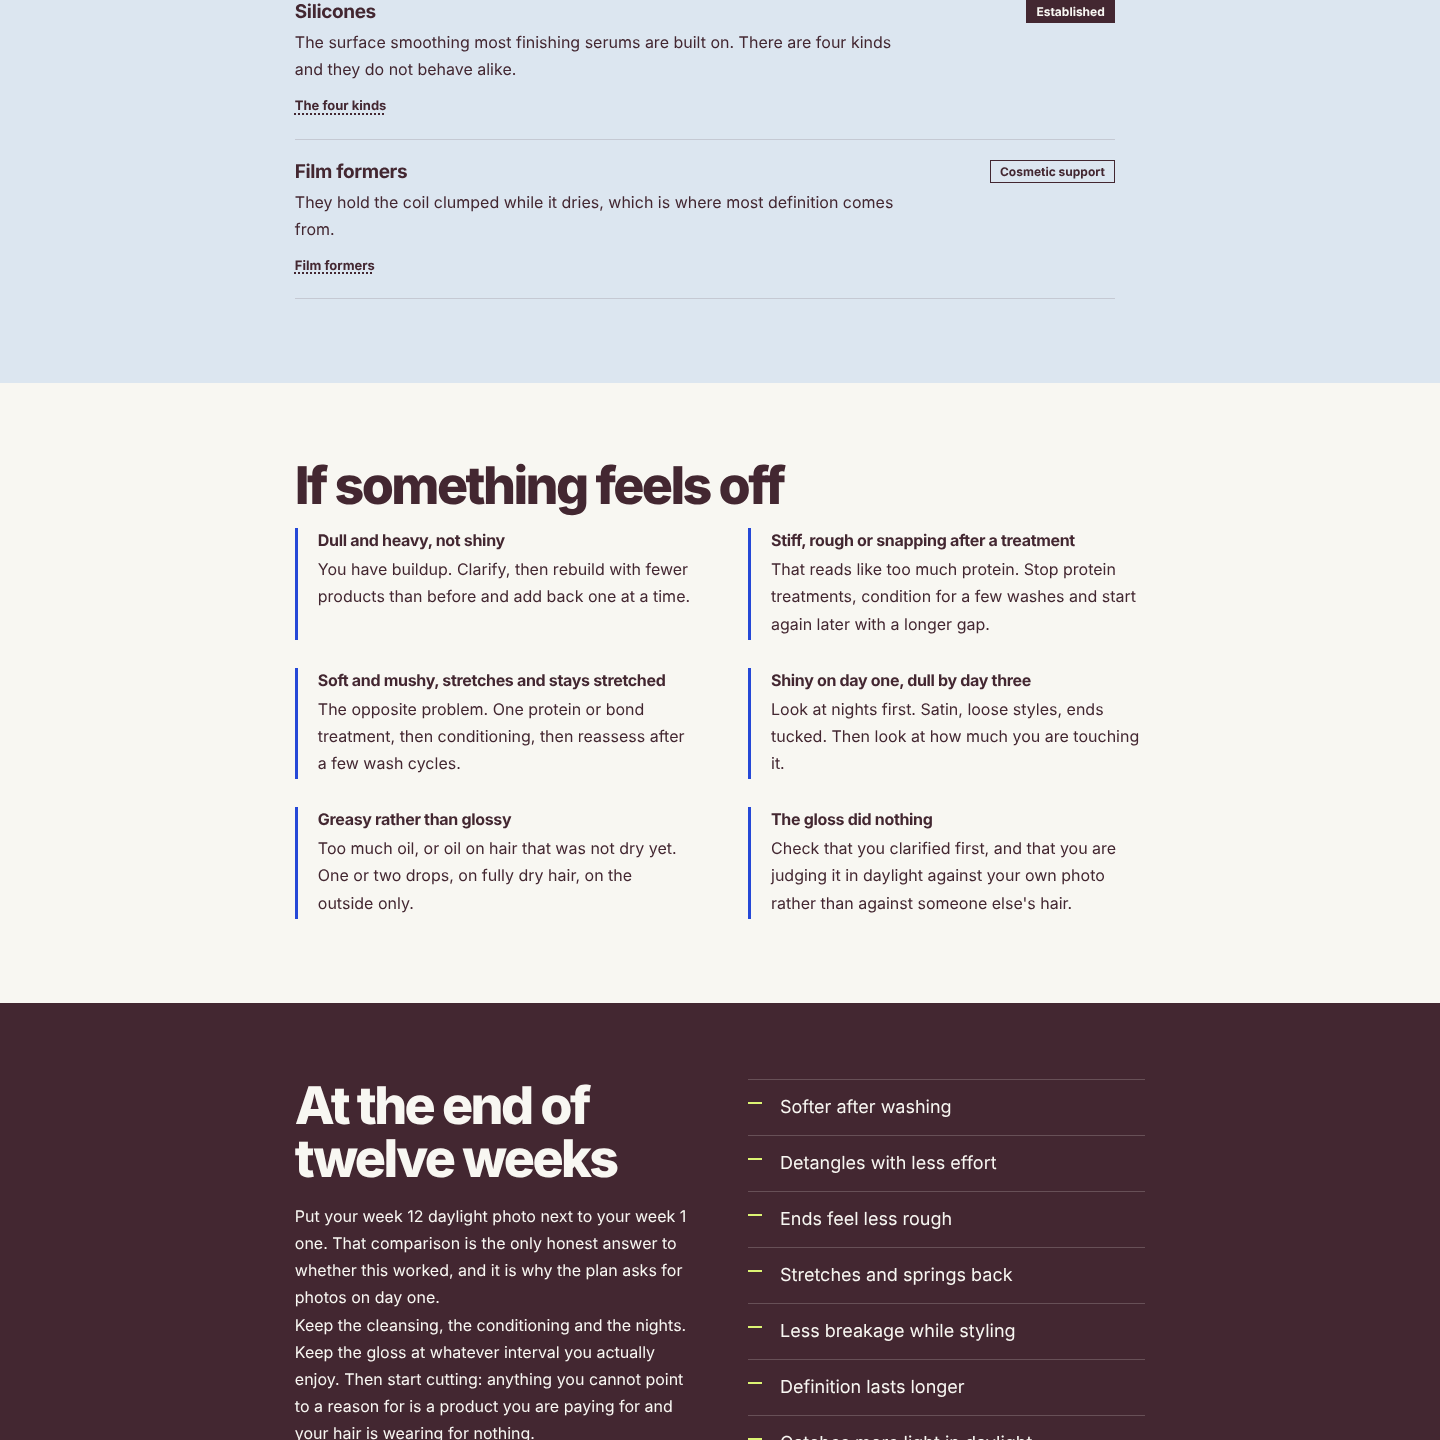 Silicones
Established
The surface smoothing most finishing serums are built on. There are four kinds
and they do not behave alike.
The four kinds
Film formers
Cosmetic support
They hold the coil clumped while it dries, which is where most definition comes
from.
Film formers
If something feels off
Dull and heavy, not shiny
You have buildup. Clarify, then rebuild with fewer
products than before and add back one at a time.
Stiff, rough or snapping after a treatment
That reads like too much protein. Stop protein
treatments, condition for a few washes and start
again later with a longer gap.
Soft and mushy, stretches and stays stretched
The opposite problem. One protein or bond
treatment, then conditioning, then reassess after
a few wash cycles.
Shiny on day one, dull by day three
Look at nights first. Satin, loose styles, ends
tucked. Then look at how much you are touching
it.
Greasy rather than glossy
Too much oil, or oil on hair that was not dry yet.
One or two drops, on fully dry hair, on the
outside only.
The gloss did nothing
Check that you clarified first, and that you are
judging it in daylight against your own photo
rather than against someone else's hair.
At the end of
twelve weeks
Put your week 12 daylight photo next to your week 1
one. That comparison is the only honest answer to
whether this worked, and it is why the plan asks for
photos on day one.
Keep the cleansing, the conditioning and the nights.
Keep the gloss at whatever interval you actually
enjoy. Then start cutting: anything you cannot point
to a reason for is a product you are paying for and
your hair is wearing for nothing.
Softer after washing
Detangles with less effort
Ends feel less rough
Stretches and springs back
Less breakage while styling
Definition lasts longer
Catches more light in daylight